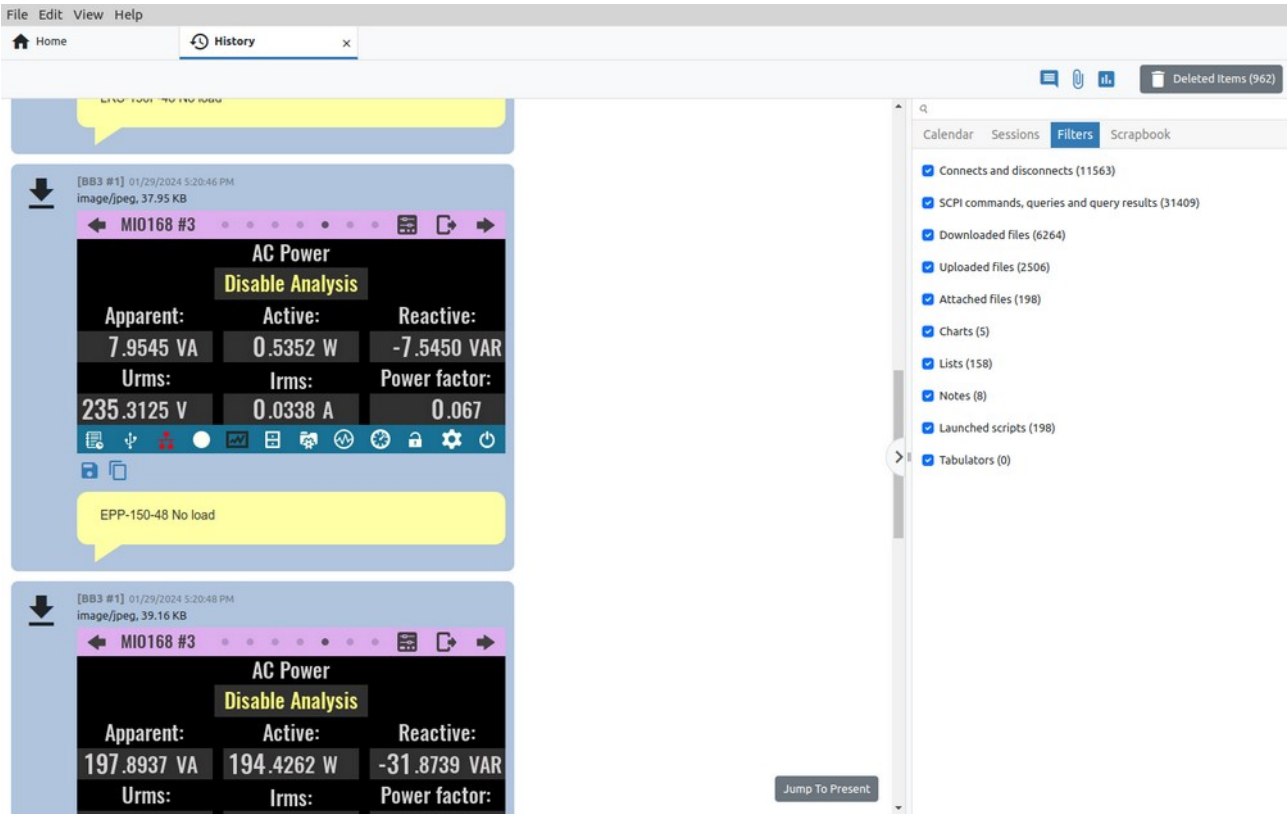 File Edit View Help
Home
History
Deleted Items (962)
No load
[BB3 #1] 01/29/2024 5:20:46 PM
image/jpeg, 37.95 KB
MIO168 #3
AC Power
Disable Analysis
Apparent: Active: Reactive:
7.9545 VA 0.5352 W -7.5450 VAR
Urms: Irms: Power factor:
235.3125 V 0.0338 A 0.067
EPP-150-48 No load
[BB3 #1] 01/29/2024 5:20:48 PM
image/jpeg, 39.16 KB
MIO168 #3
AC Power
Disable Analysis
Apparent: Active: Reactive:
197.8937 VA 194.4262 W -31.8739 VAR
Urms: Irms: Power factor:
Jump To Present
Calendar Sessions Filters Scrapbook
Connects and disconnects (11563)
SCPI commands, queries and query results (31409)
Downloaded files (6264)
Uploaded files (2506)
Attached files (198)
Charts (5)
Lists (158)
Notes (8)
Launched scripts (198)
Tabulators (0)